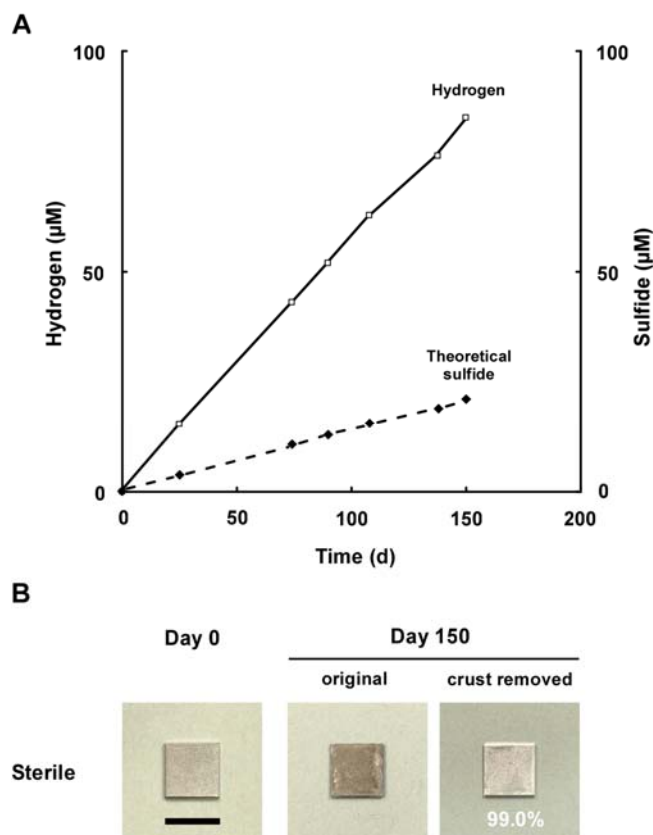 A
100
100
Hydrogen
Hydrogen (µM)
Sulfide (µM)
50
50
Theoretical
sulfide
0
0
0
50
100
150
200
Time (d)
B
Day 0
Day 150
original
crust removed
Sterile
99.0%